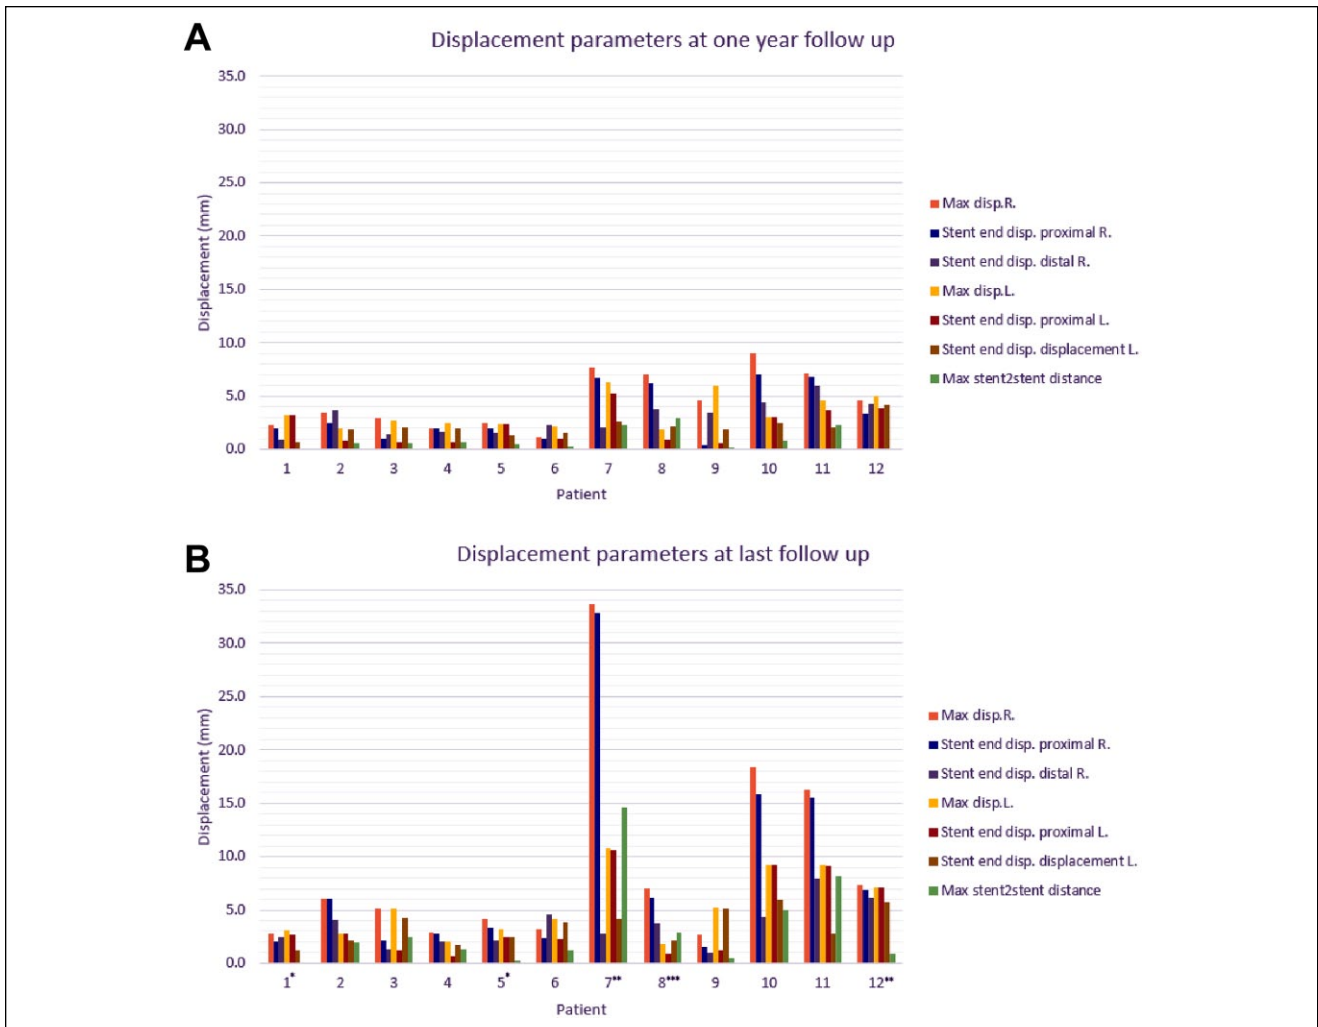 A
Displacement parameters at one year follow up
35.0
30.0
25.0
20.0
15.0
10.0
5.0
0.0
Displacement (mm)
1 2 3 4 5 6 7 8 9 10 11 12
Patient
Max disp.R.
Stent end disp. proximal R.
Stent end disp. distal R.
Max disp.L.
Stent end disp. proximal L.
Stent end disp. displacement L.
Max stent2stent distance
B
Displacement parameters at last follow up
35.0
30.0
25.0
20.0
15.0
10.0
5.0
0.0
Displacement (mm)
1* 2 3 4 5* 6 7** 8*** 9 10 11 12**
Patient
Max disp.R.
Stent end disp. proximal R.
Stent end disp. distal R.
Max disp.L.
Stent end disp. proximal L.
Stent end disp. displacement L.
Max stent2stent distance